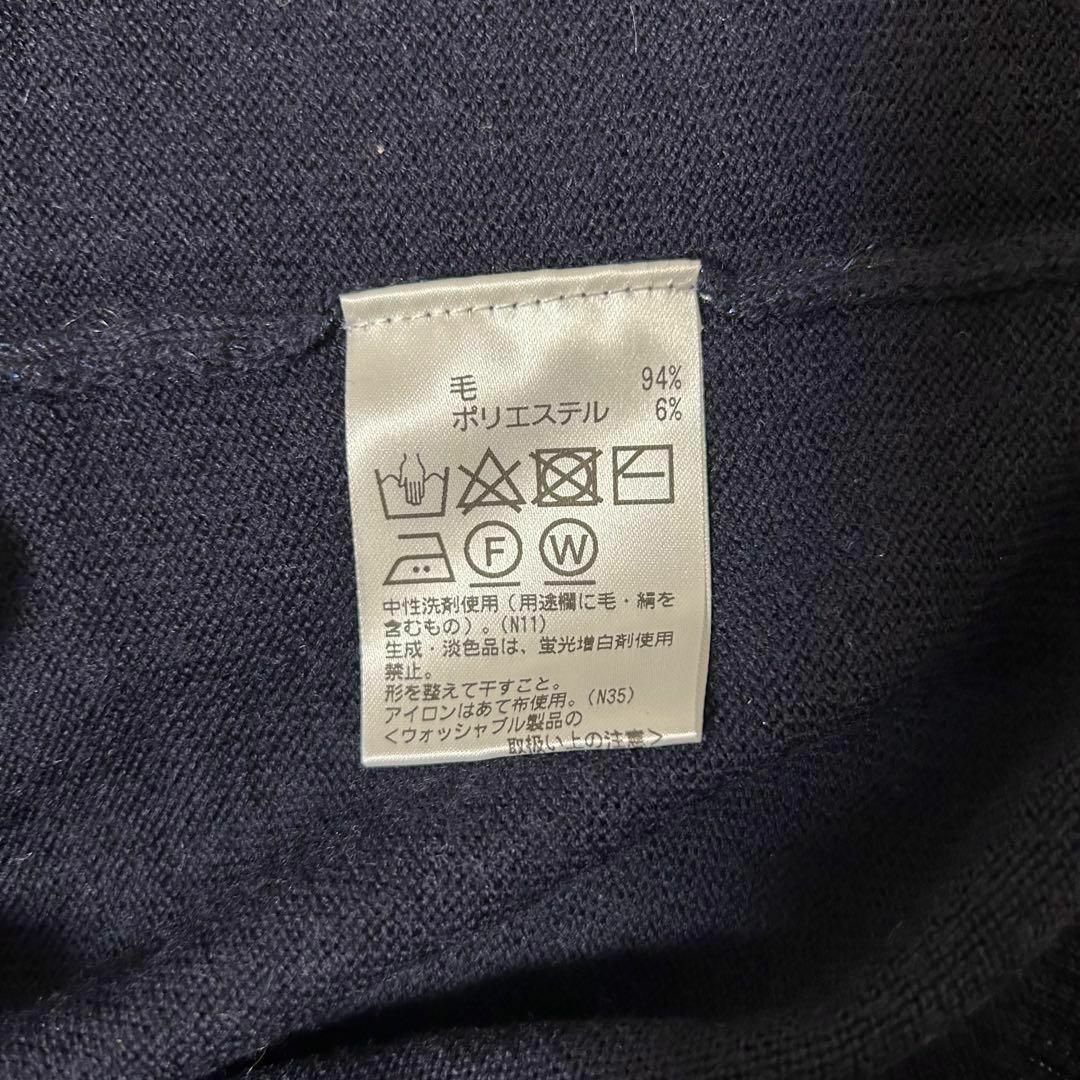 毛 94%
ポリエステル 6%
F W
中性洗剤使用(用途欄に毛・絹を
含むもの)。(N11)
生成・淡色品は、蛍光増白剤使用
禁止。
形を整えて干すこと。
アイロンはあて布使用。(N35)
<ウォッシャブル製品の
取扱い上の注意>